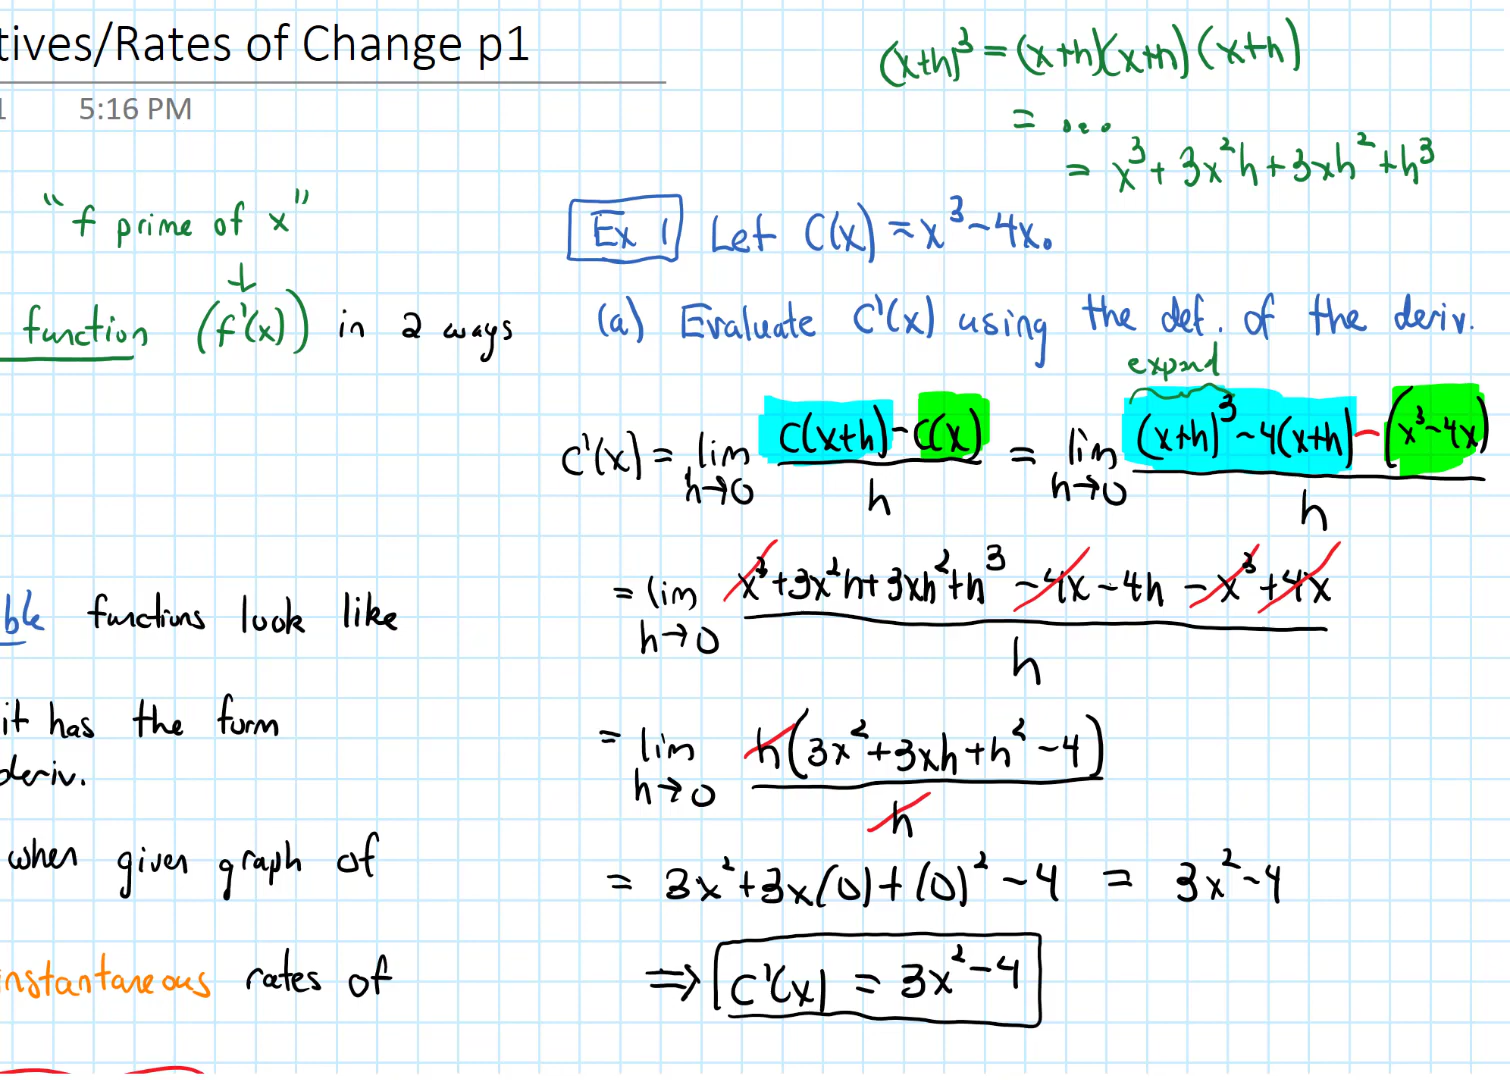 tives/Rates of Change p1
1 5:16 PM
"f prime of x"
↓
function (f'(x)) in 2 ways
ble functions look like
it has the form
deriv.
when given graph of
instantaneous rates of
(x+h)³ = (x+h)(x+h)(x+h)
= ...
= x³ + 3x²h + 3xh² + h³
Ex 1 Let C(x) = x³ - 4x.
(a) Evaluate C'(x) using the def. of the deriv.
expand
C'(x) = lim h→0 (C(x+h) - C(x)) / h = lim h→0 ((x+h)³ - 4(x+h) - (x³ - 4x)) / h
= lim h→0 (x³ + 3x²h + 3xh² + h³ - 4x - 4h - x³ + 4x) / h
= lim h→0 h(3x² + 3xh + h² - 4) / h
= 3x² + 3x(0) + (0)² - 4 = 3x² - 4
⇒ C'(x) = 3x² - 4